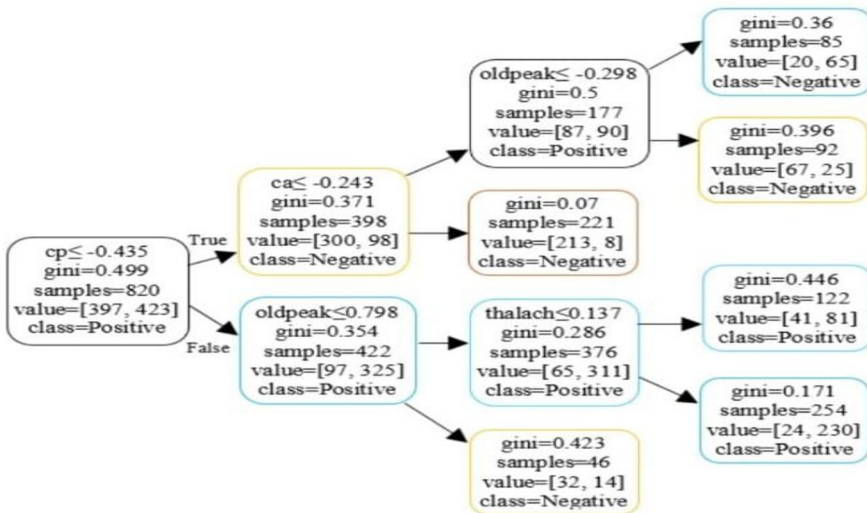 cp≤ -0.435
gini=0.499
samples=820
value=[397, 423]
class=Positive
True
False
ca≤ -0.243
gini=0.371
samples=398
value=[300, 98]
class=Negative
oldpeak≤0.798
gini=0.354
samples=422
value=[97, 325]
class=Positive
oldpeak≤ -0.298
gini=0.5
samples=177
value=[87, 90]
class=Positive
gini=0.07
samples=221
value=[213, 8]
class=Negative
thalach≤0.137
gini=0.286
samples=376
value=[65, 311]
class=Positive
gini=0.423
samples=46
value=[32, 14]
class=Negative
gini=0.36
samples=85
value=[20, 65]
class=Negative
gini=0.396
samples=92
value=[67, 25]
class=Negative
gini=0.446
samples=122
value=[41, 81]
class=Positive
gini=0.171
samples=254
value=[24, 230]
class=Positive